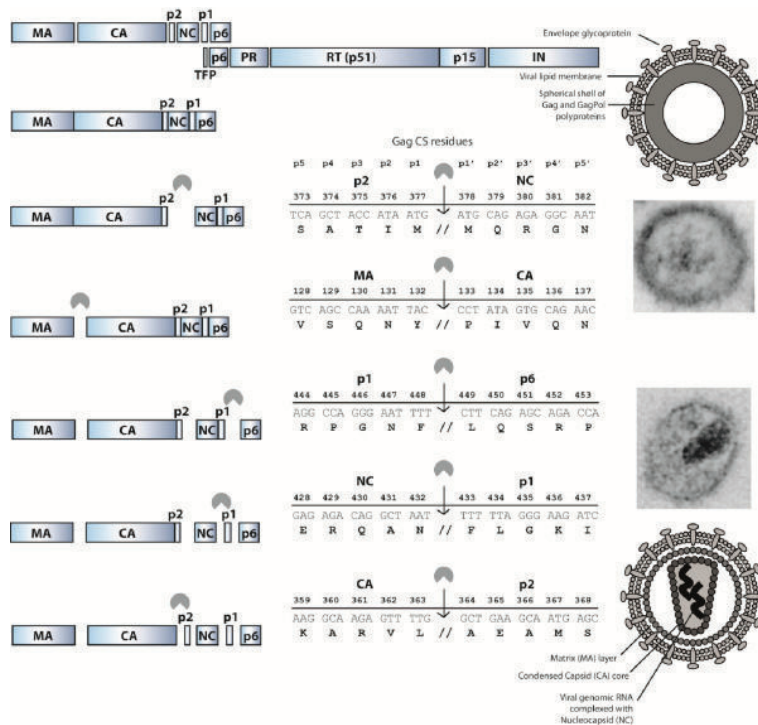 p2 p1
MA CA NC p6
p6 PR RT (p51) p15 IN
TFP
Envelope glycoprotein
Viral lipid membrane
Spherical shell of
Gag and GagPol
polyproteins
p2 p1
MA CA NC p6
Gag CS residues
p5 p4 p3 p2 p1 p1' p2' p3' p4' p5'
p2 NC
373 374 375 376 377 378 379 380 381 382
TCA GCT ACC ATA ATG ATG CAG AGA GGC AAT
S A T I M // M Q R G N
p2 p1
MA CA NC p6
MA CA
128 129 130 131 132 133 134 135 136 137
GTC AGC CAA AAT TAC CCT ATA GTG CAG AAC
V S Q N Y // P I V Q N
p2 p1
MA CA NC p6
p1 p6
444 445 446 447 448 449 450 451 452 453
AGG CCA GGG AAT TTT CTT CAG AGC AGA CCA
R P G N F // L Q S R P
p2 p1
MA CA NC p6
NC p1
428 429 430 431 432 433 434 435 436 437
GAG AGA CAG GCT AAT TTT TTA GGG AAG ATC
E R Q A N // F L G K I
p2 p1
MA CA NC p6
CA p2
359 360 361 362 363 364 365 366 367 368
AAG GCA AGA GTT TTG GCT GAA GCA ATG AGC
K A R V L // A E A M S
p2 p1
MA CA NC p6
Matrix (MA) layer
Condensed Capsid (CA) core
Viral genomic RNA
complexed with
Nucleocapsid (NC)